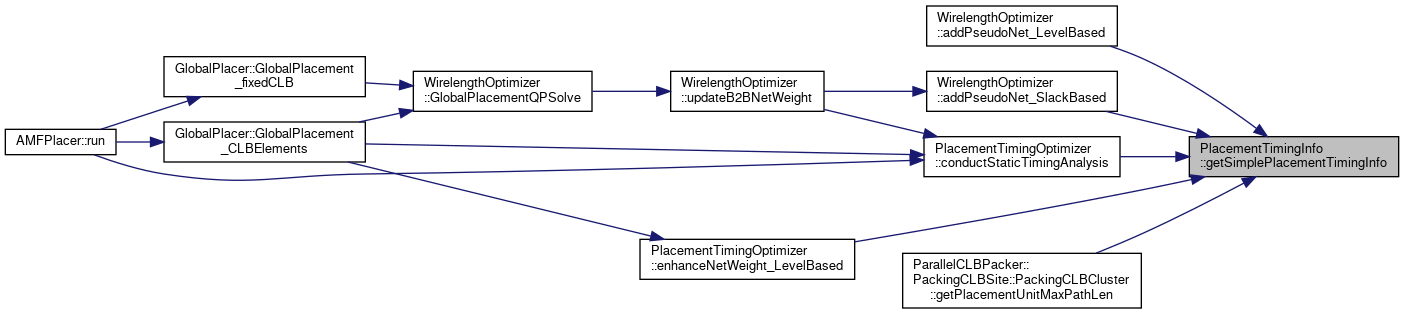 WirelengthOptimizer
::addPseudoNet_LevelBased
GlobalPlacer::GlobalPlacement
_fixedCLB
WirelengthOptimizer
::GlobalPlacementQPSolve
WirelengthOptimizer
::updateB2BNetWeight
WirelengthOptimizer
::addPseudoNet_SlackBased
AMFPlacer::run
GlobalPlacer::GlobalPlacement
_CLBElements
PlacementTimingOptimizer
::conductStaticTimingAnalysis
PlacementTimingInfo
::getSimplePlacementTimingInfo
PlacementTimingOptimizer
::enhanceNetWeight_LevelBased
ParallelCLBPacker::
PackingCLBSite::PackingCLBCluster
::getPlacementUnitMaxPathLen